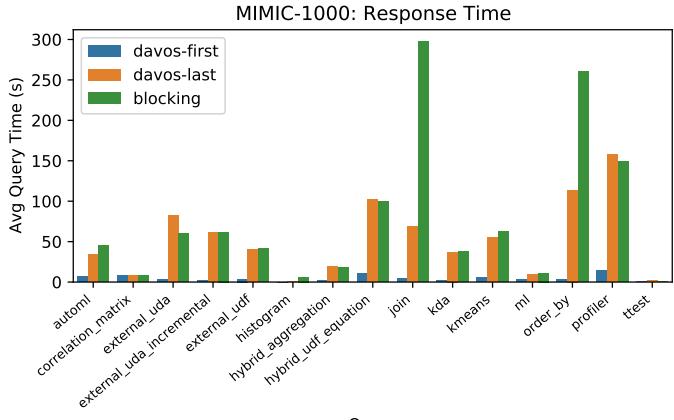 MIMIC-1000: Response Time
Avg Query Time (s)
300
250
200
150
100
50
0
davos-first
davos-last
blocking
automl
correlation_matrix
external_uda
external_uda_incremental
external_udf
histogram
hybrid_aggregation
hybrid_udf_equation
join
kda
kmeans
ml
order_by
profiler
ttest